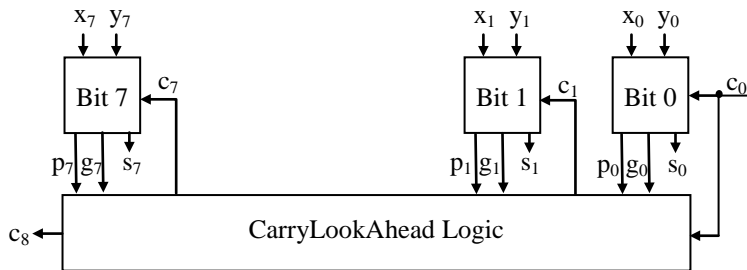 x₇ y₇ x₁ y₁ x₀ y₀
Bit 7 c₇ Bit 1 c₁ Bit 0 c₀
p₇ g₇ s₇ p₁ g₁ s₁ p₀ g₀ s₀
c₈ CarryLookAhead Logic